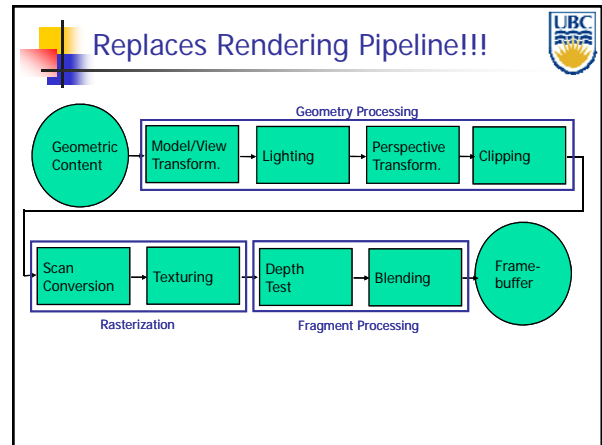 Replaces Rendering Pipeline!!!
UBC
Geometry Processing
Geometric
Content
Model/View
Transform.
Lighting
Perspective
Transform.
Clipping
Scan
Conversion
Texturing
Depth
Test
Blending
Frame-
buffer
Rasterization
Fragment Processing